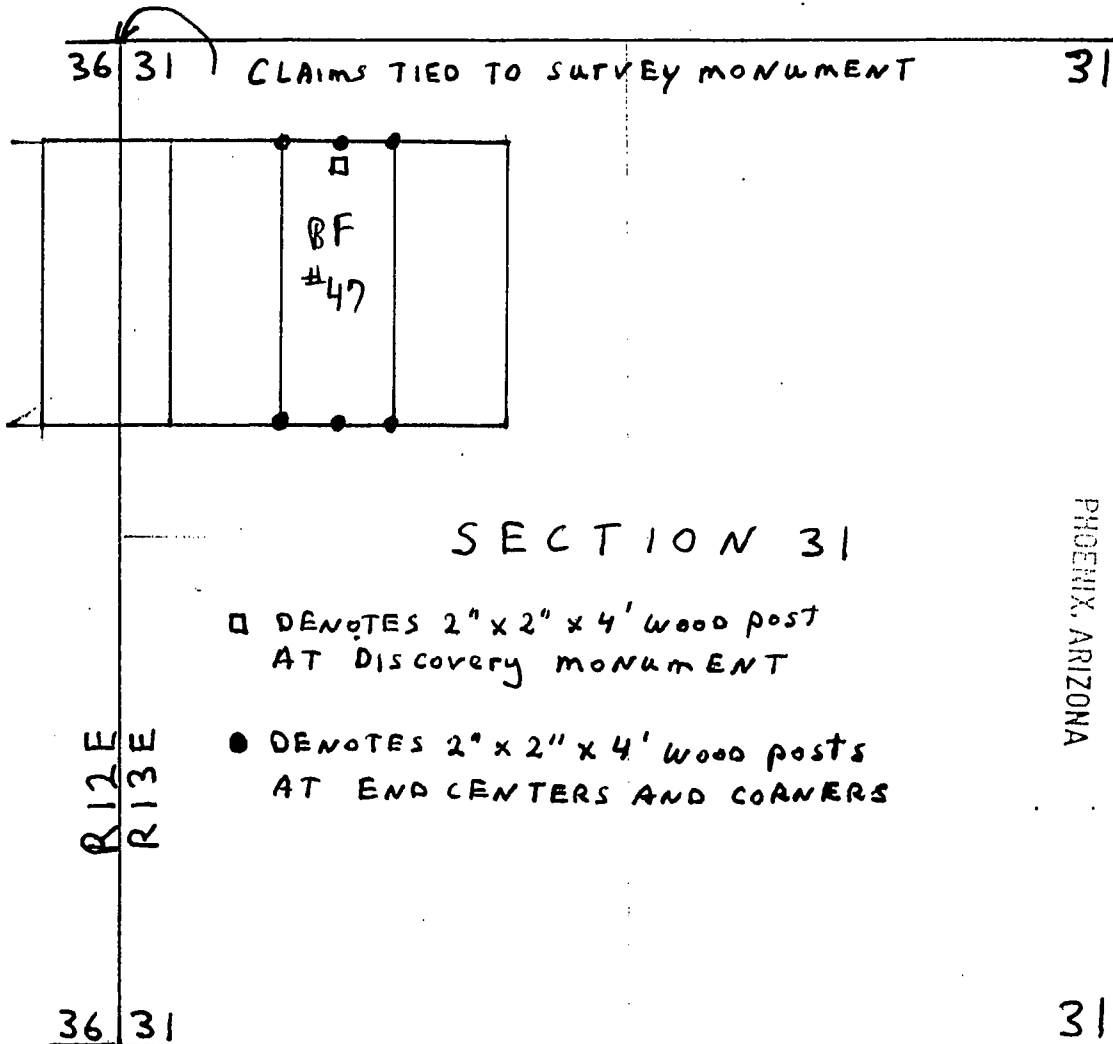 36 31 CLAIMS TIED TO SURVEY MONUMENT 31
BF
#47
SECTION 31
□ DENOTES 2" x 2" x 4' WOOD POST
AT DISCOVERY MONUMENT
● DENOTES 2" x 2" x 4' WOOD POSTS
AT END CENTERS AND CORNERS
R12E
R13E
PHOENIX, ARIZONA
36 31 31